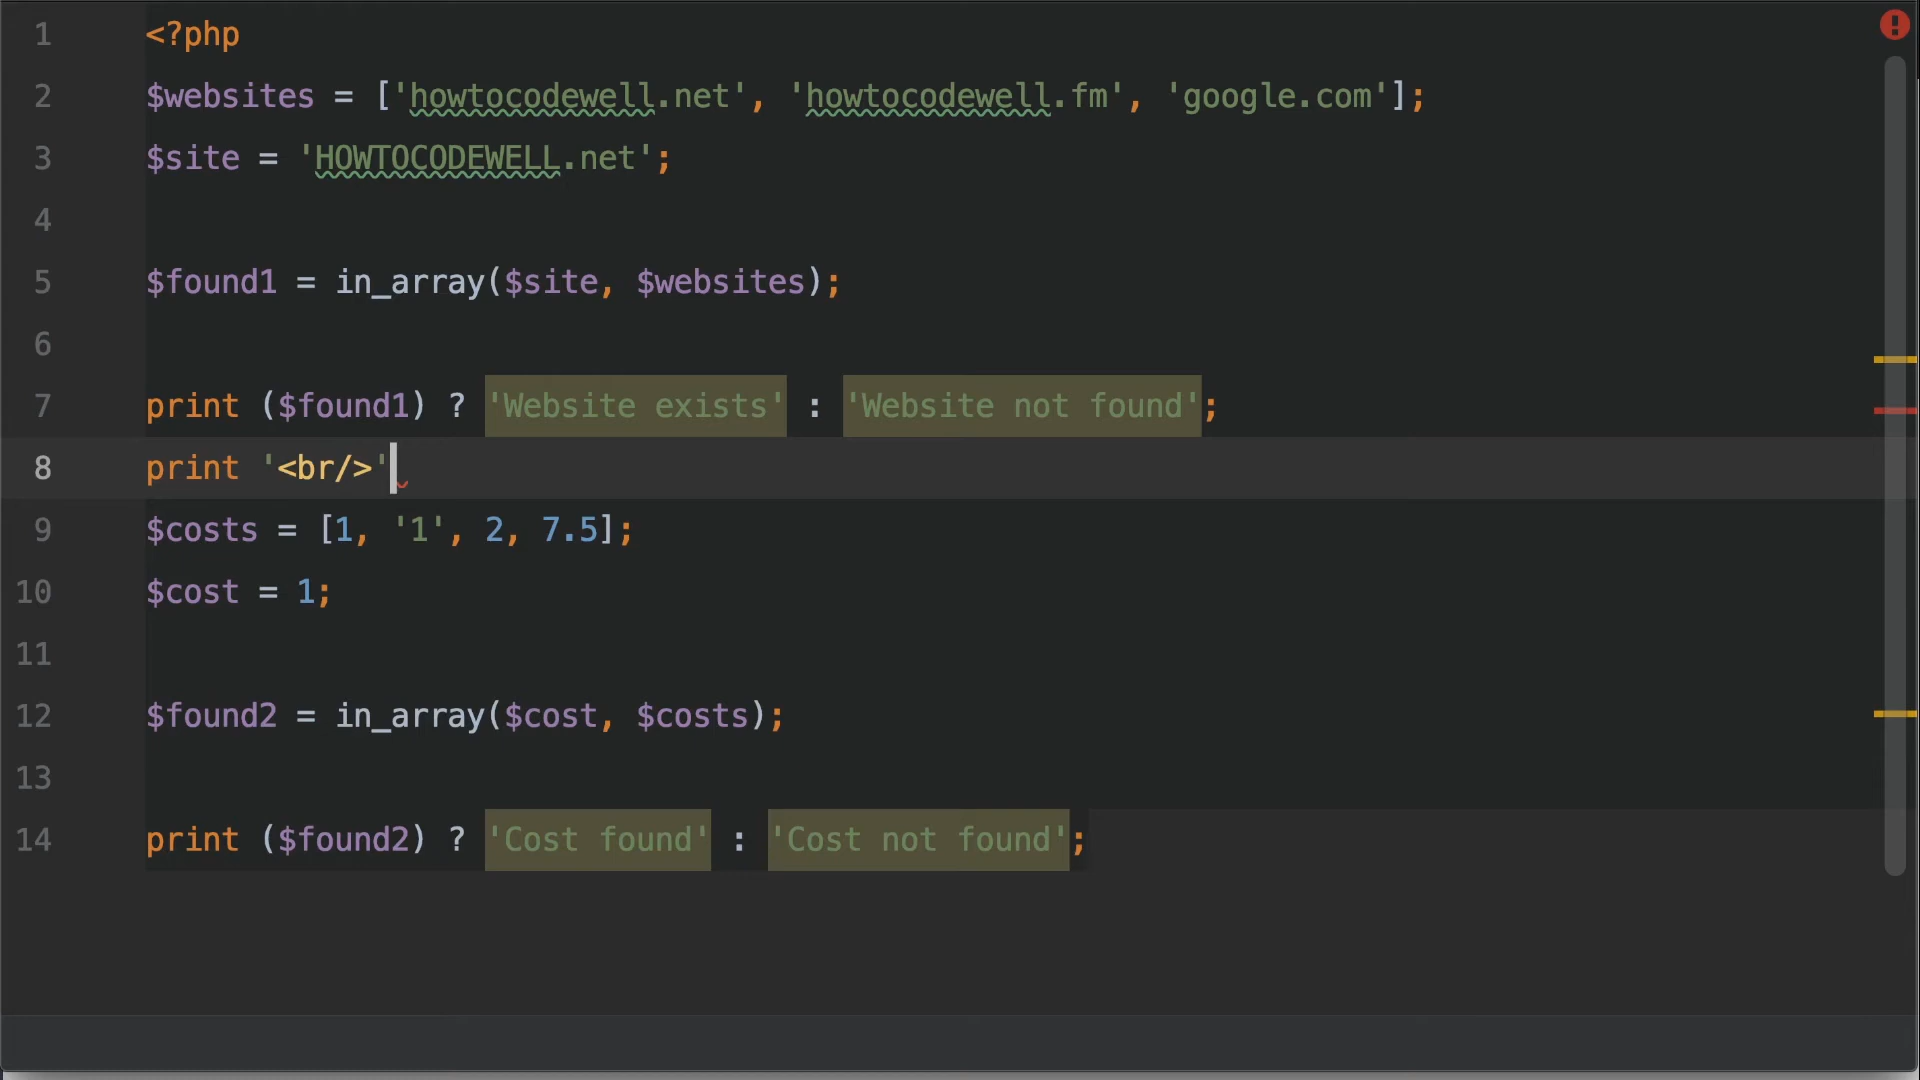 1 <?php
2 $websites = ['howtocodewell.net', 'howtocodewell.fm', 'google.com'];
3 $site = 'HOWTOCODEWELL.net';
4
5 $found1 = in_array($site, $websites);
6
7 print ($found1) ? 'Website exists' : 'Website not found';
8 print '<br/>'
9 $costs = [1, '1', 2, 7.5];
10 $cost = 1;
11
12 $found2 = in_array($cost, $costs);
13
14 print ($found2) ? 'Cost found' : 'Cost not found';